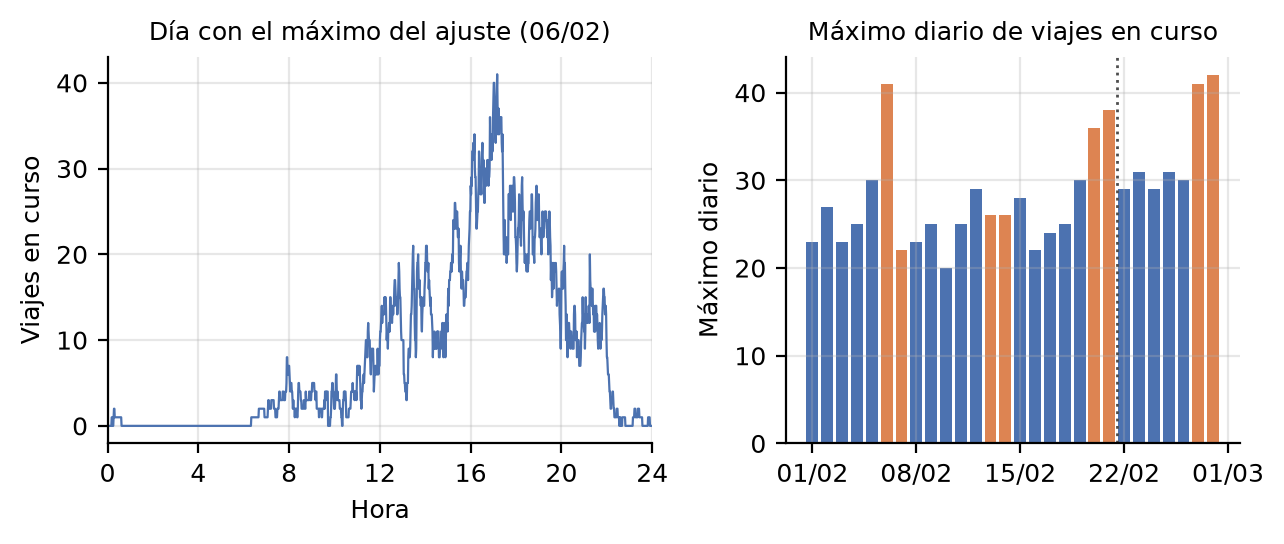 Día con el máximo del ajuste (06/02)
Viajes en curso
40
30
20
10
0
0 4 8 12 16 20 24
Hora
Máximo diario de viajes en curso
Máximo diario
40
30
20
10
0
01/02 08/02 15/02 22/02 01/03